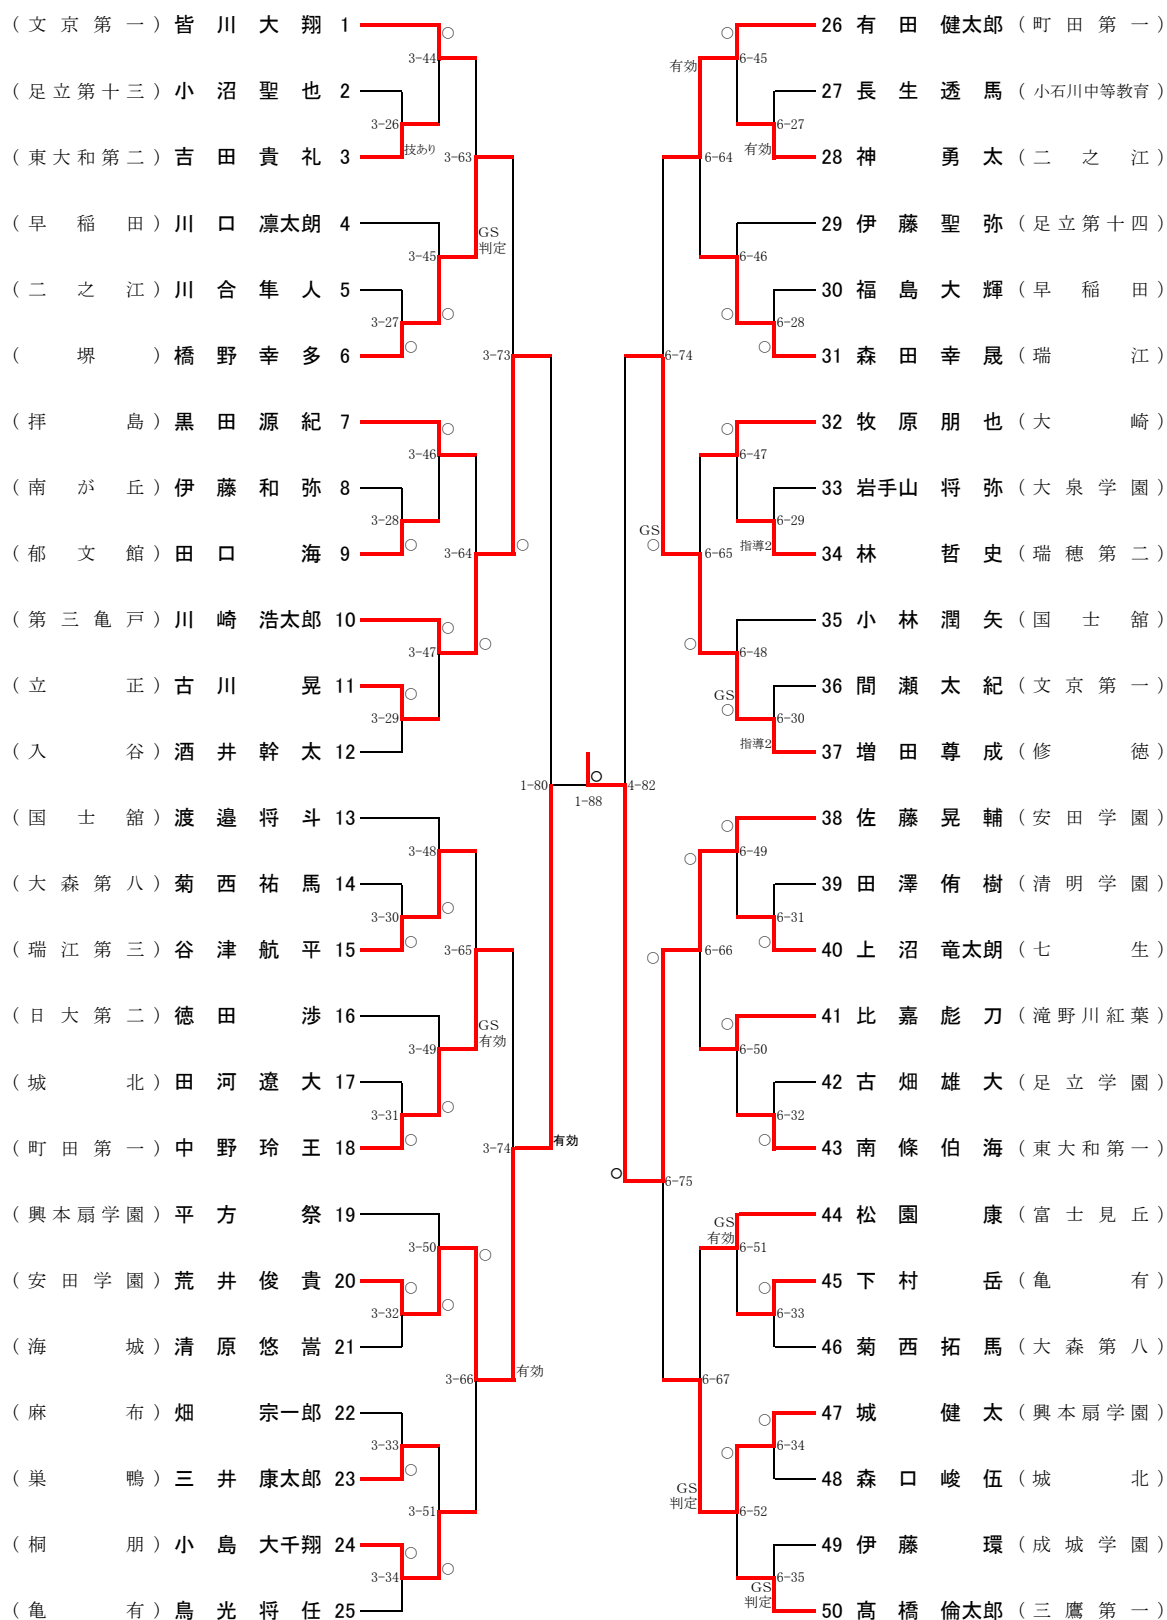 （文京第一）皆川大翔 1
3-44
（足立第十三）小沼聖也 2
3-26
技あり
（東大和第二）吉田貴礼 3
3-63
（早稲田）川口凛太朗 4
GS
判定
3-45
（二之江）川合隼人 5
3-27
（堺）橋野幸多 6
3-73
（拝島）黒田源紀 7
3-46
（南が丘）伊藤和弥 8
3-28
（郁文館）田口海 9
3-64
（第三亀戸）川崎浩太郎 10
3-47
（立正）古川晃 11
3-29
（入谷）酒井幹太 12
1-80
1-88
（国士舘）渡邉将斗 13
3-48
（大森第八）菊西祐馬 14
3-30
（瑞江第三）谷津航平 15
3-65
（日大第二）徳田渉 16
GS
有効
3-49
（城北）田河遼大 17
3-31
（町田第一）中野玲王 18
3-74
有効
（興本扇学園）平方祭 19
3-50
（安田学園）荒井俊貴 20
3-32
（海城）清原悠嵩 21
3-66
有効
（麻布）畑宗一郎 22
3-33
（巣鴨）三井康太郎 23
3-51
（桐朋）小島大千翔 24
3-34
（亀有）鳥光将任 25
26 有田健太郎（町田第一）
有効
6-45
27 長生透馬（小石川中等教育）
6-27
有効
28 神勇太（二之江）
6-64
29 伊藤聖弥（足立第十四）
6-46
30 福島大輝（早稲田）
6-28
31 森田幸晟（瑞江）
6-74
32 牧原朋也（大崎）
6-47
33 岩手山将弥（大泉学園）
6-29
GS
指導2
34 林哲史（瑞穂第二）
6-65
35 小林潤矢（国士舘）
6-48
36 間瀬太紀（文京第一）
GS
6-30
指導2
37 増田尊成（修徳）
4-82
38 佐藤晃輔（安田学園）
6-49
39 田澤侑樹（清明学園）
6-31
40 上沼竜太朗（七生）
6-66
41 比嘉彪刀（滝野川紅葉）
6-50
42 古畑雄大（足立学園）
6-32
43 南條伯海（東大和第一）
6-75
44 松園康（富士見丘）
GS
有効
6-51
45 下村岳（亀有）
6-33
46 菊西拓馬（大森第八）
6-67
47 城健太（興本扇学園）
6-34
48 森口峻伍（城北）
GS
判定
6-52
49 伊藤環（成城学園）
6-35
GS
判定
50 髙橋倫太郎（三鷹第一）